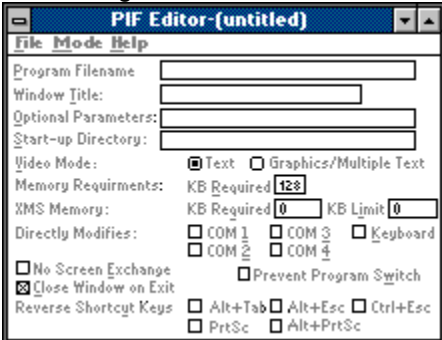 PIF Editor-(untitled)
File Mode Help
Program Filename
Window Title:
Optional Parameters:
Start-up Directory:
Video Mode: Text Graphics/Multiple Text
Memory Requirments: KB Required 128
XMS Memory: KB Required 0 KB Limit 0
Directly Modifies: COM 1 COM 3 Keyboard
COM 2 COM 4
No Screen Exchange Prevent Program Switch
Close Window on Exit
Reverse Shortcut Keys Alt+Tab Alt+Esc Ctrl+Esc
PrtSc Alt+PrtSc